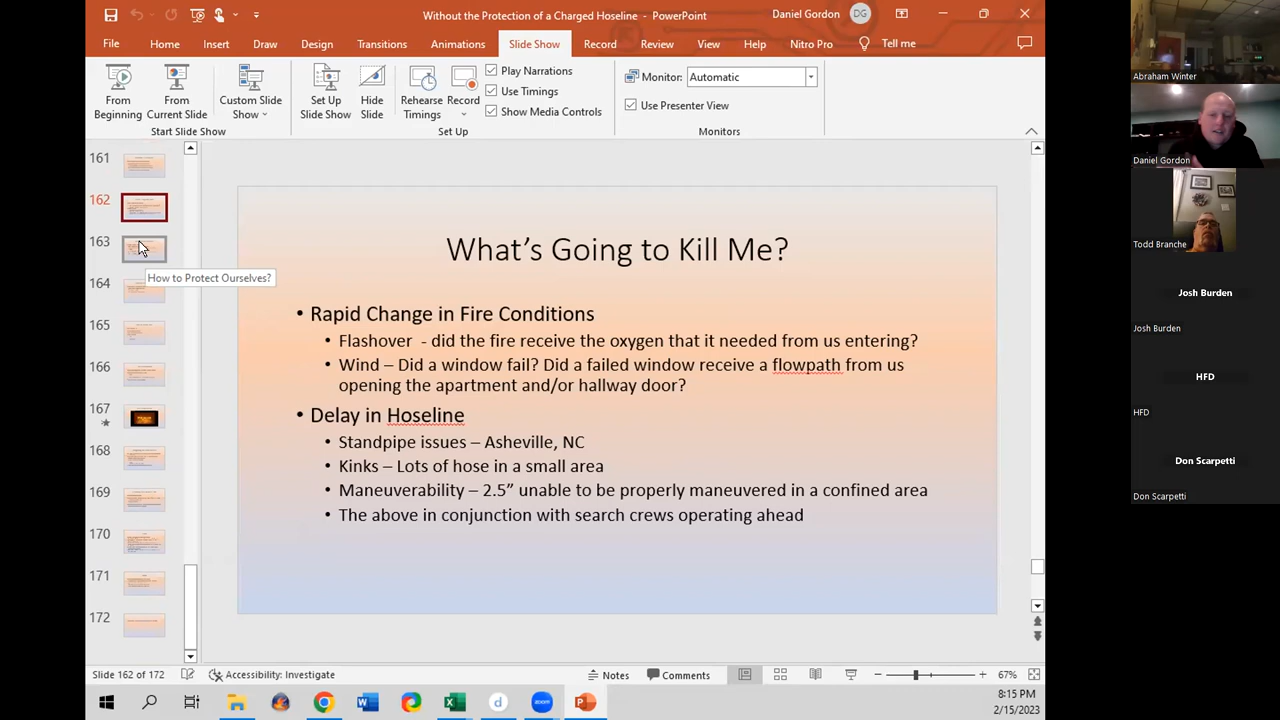 Without the Protection of a Charged Hoseline - PowerPoint
Daniel Gordon
DG
File
Home
Insert
Draw
Design
Transitions
Animations
Slide Show
Record
Review
View
Help
Nitro Pro
Tell me
From
Beginning
From
Current Slide
Custom Slide
Show
Start Slide Show
Set Up
Slide Show
Hide
Slide
Rehearse
Timings
Record
Play Narrations
Use Timings
Show Media Controls
Set Up
Monitor:
Automatic
Use Presenter View
Monitors
161
162
163
164
165
166
167
168
169
170
171
172
How to Protect Ourselves?
What’s Going to Kill Me?
• Rapid Change in Fire Conditions
• Flashover - did the fire receive the oxygen that it needed from us entering?
• Wind – Did a window fail? Did a failed window receive a flowpath from us
opening the apartment and/or hallway door?
• Delay in Hoseline
• Standpipe issues – Asheville, NC
• Kinks – Lots of hose in a small area
• Maneuverability – 2.5” unable to be properly maneuvered in a confined area
• The above in conjunction with search crews operating ahead
Slide 162 of 172
Accessibility: Investigate
Notes
Comments
67%
8:15 PM
2/15/2023
Abraham Winter
Daniel Gordon
Todd Branche
Josh Burden
Josh Burden
HFD
HFD
Don Scarpetti
Don Scarpetti